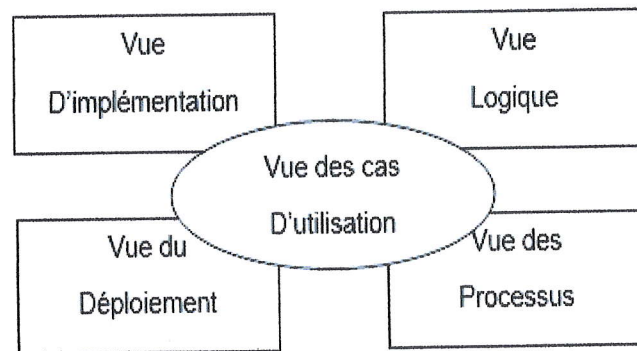 Vue
D'implémentation
Vue
Logique
Vue des cas
D'utilisation
Vue du
Déploiement
Vue des
Processus